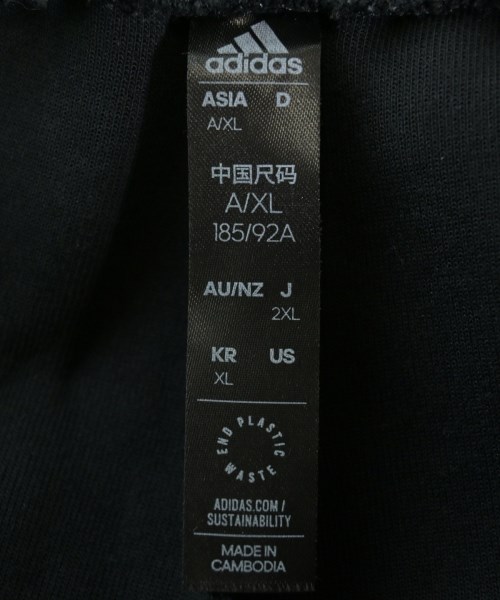 adidas
ASIA D
A/XL
中国尺码
A/XL
185/92A
AU/NZ J
2XL
KR US
XL
END PLASTIC WASTE
ADIDAS.COM/
SUSTAINABILITY
MADE IN
CAMBODIA